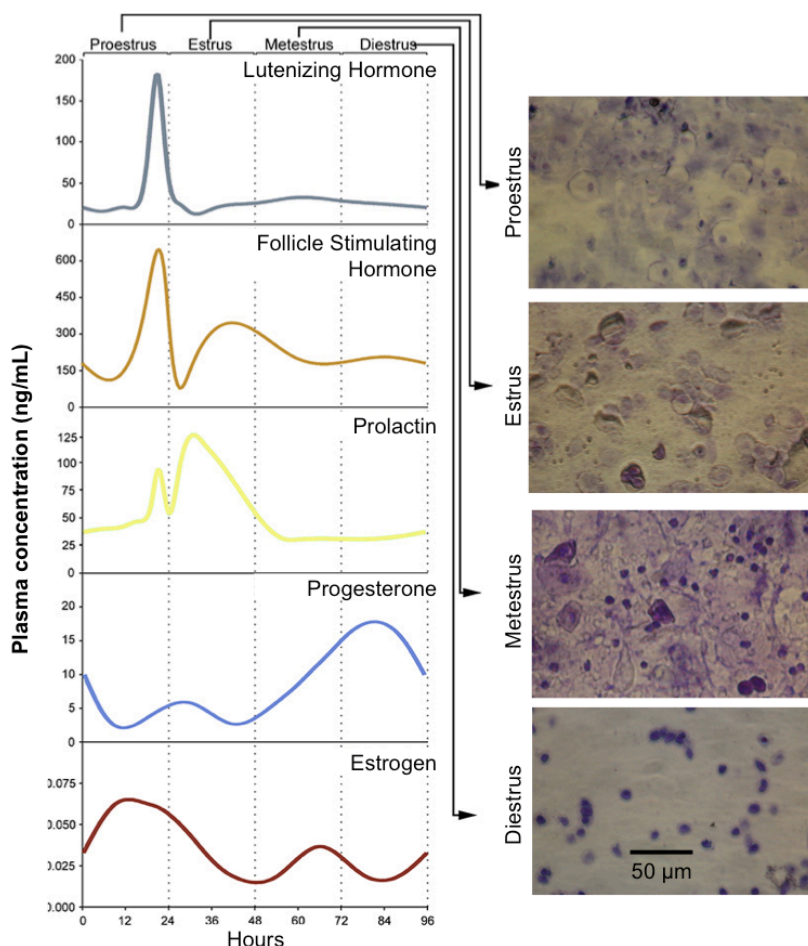 Proestrus Estrus Metestrus Diestrus
Lutenizing Hormone
200
150
100
50
0
Follicle Stimulating
Hormone
600
450
300
150
0
Prolactin
125
100
75
50
25
0
Progesterone
20
15
10
5
0
Estrogen
0.075
0.050
0.025
0.000
0 12 24 36 48 60 72 84 96
Hours
Plasma concentration (ng/mL)
Proestrus
Estrus
Metestrus
Diestrus
50 µm